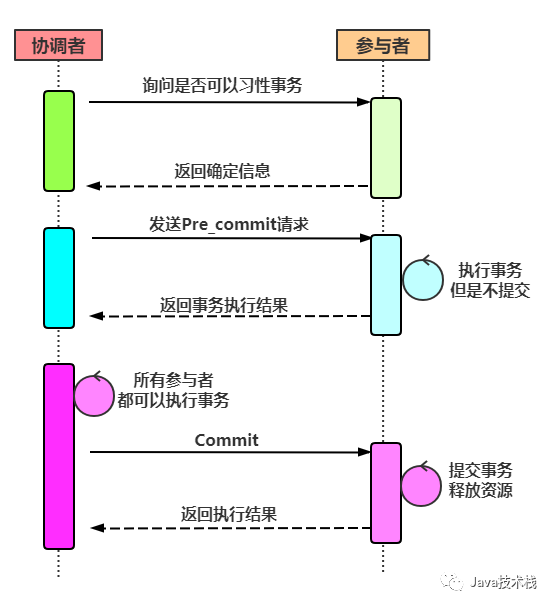 协调者
参与者
询问是否可以习性事务
返回确定信息
发送Pre_commit请求
执行事务
但是不提交
返回事务执行结果
所有参与者
都可以执行事务
Commit
提交事务
释放资源
返回执行结果
Java技术栈